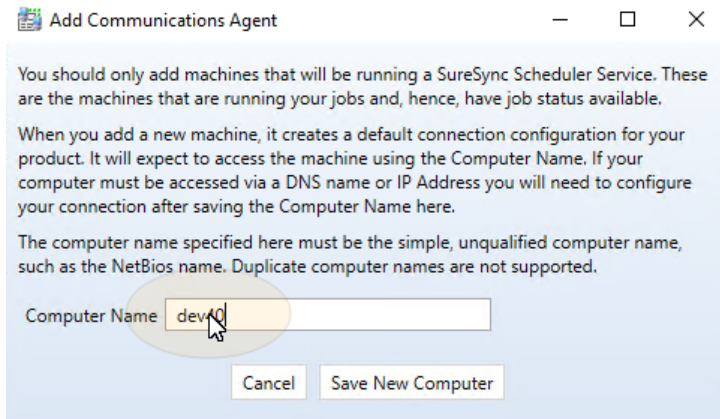 Add Communications Agent
You should only add machines that will be running a SureSync Scheduler Service. These
are the machines that are running your jobs and, hence, have job status available.
When you add a new machine, it creates a default connection configuration for your
product. It will expect to access the machine using the Computer Name. If your
computer must be accessed via a DNS name or IP Address you will need to configure
your connection after saving the Computer Name here.
The computer name specified here must be the simple, unqualified computer name,
such as the NetBios name. Duplicate computer names are not supported.
Computer Name dev40
Cancel Save New Computer